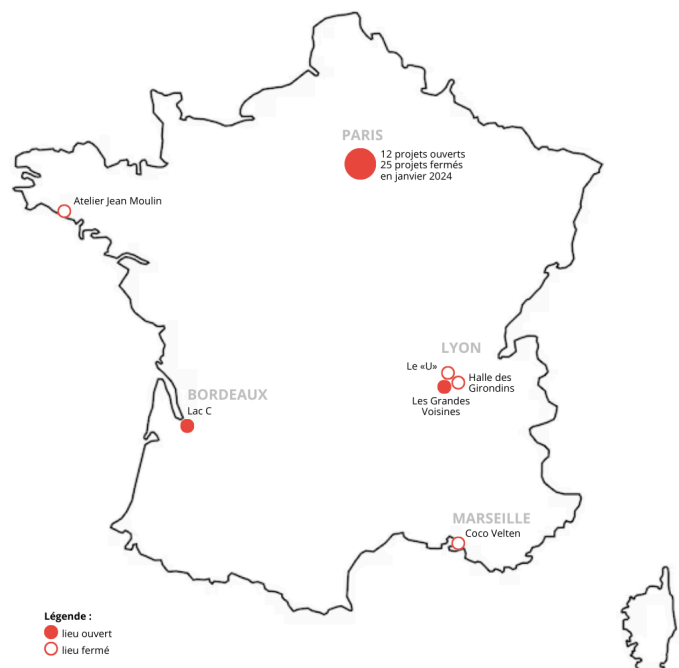 PARIS
12 projets ouverts
25 projets fermés
en janvier 2024
Atelier Jean Moulin
LYON
Le «U»
Halle des
Girondins
Les Grandes
Voisines
BORDEAUX
Lac C
MARSEILLE
Coco Velten
Légende :
lieu ouvert
lieu fermé